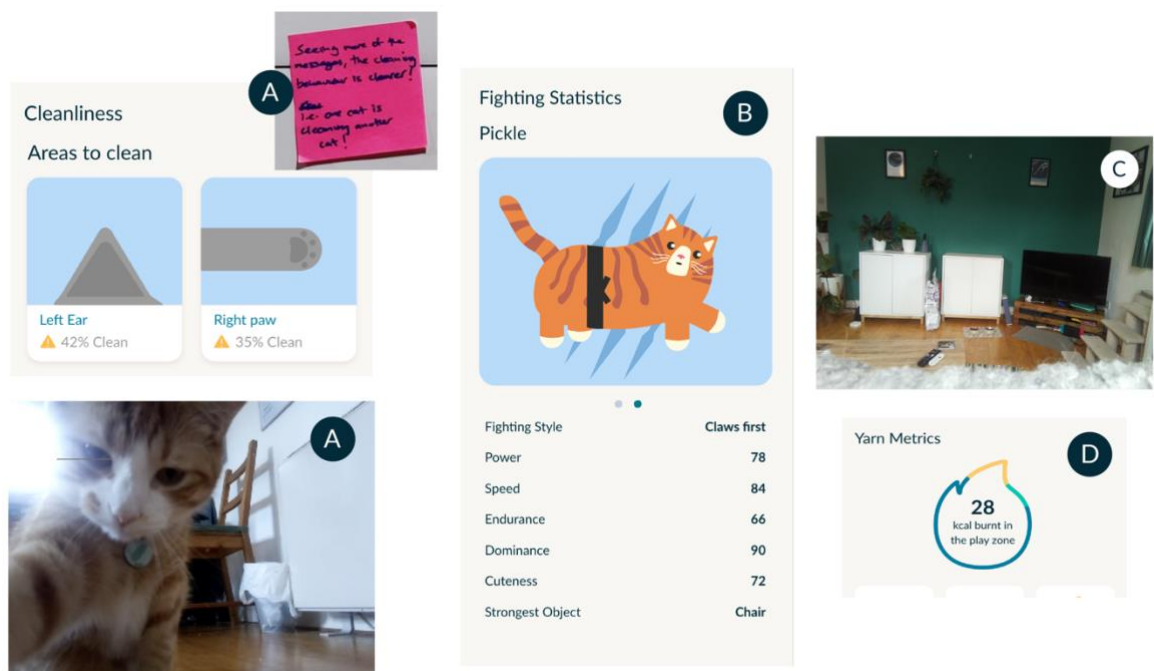 A
Seeing more of the
messages, the cleaning
behaviour is clearer!
i.e. one cat is
cleaning another
cat!
Cleanliness
Areas to clean
Left Ear
42% Clean
Right paw
35% Clean
A
B
Fighting Statistics
Pickle
Fighting Style Claws first
Power 78
Speed 84
Endurance 66
Dominance 90
Cuteness 72
Strongest Object Chair
C
D
Yarn Metrics
28
kcal burnt in
the play zone